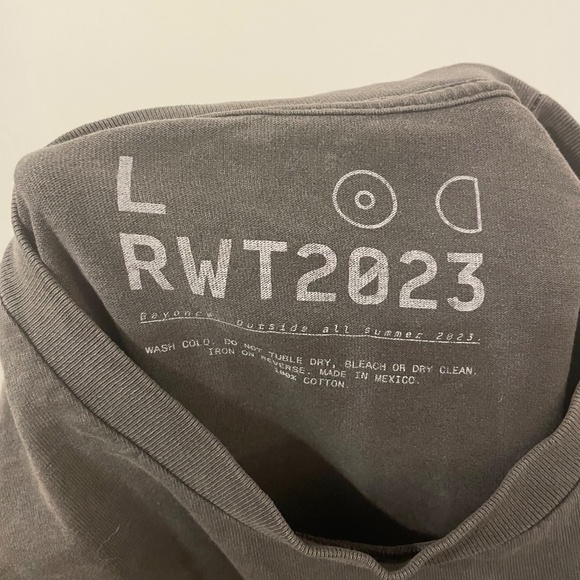 L
RWT2023
Beyonce. Outside all summer 2023.
WASH COLD. DO NOT TUBLE DRY, BLEACH OR DRY CLEAN.
IRON ON REVERSE. MADE IN MEXICO.
100% COTTON.